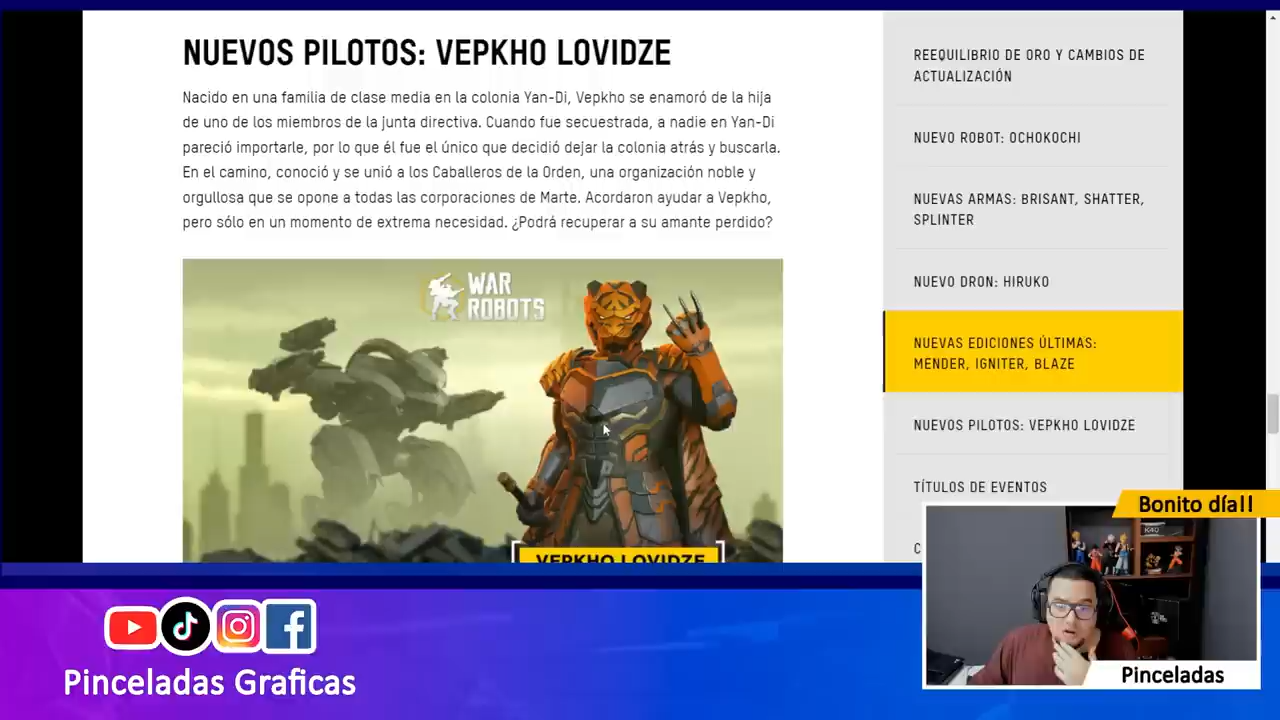 NUEVOS PILOTOS: VEPKHO LOVIDZE
Nacido en una familia de clase media en la colonia Yan-Di, Vepkho se enamoró de la hija
de uno de los miembros de la junta directiva. Cuando fue secuestrada, a nadie en Yan-Di
pareció importarle, por lo que él fue el único que decidió dejar la colonia atrás y buscarla.
En el camino, conoció y se unió a los Caballeros de la Orden, una organización noble y
orgullosa que se opone a todas las corporaciones de Marte. Acordaron ayudar a Vepkho,
pero sólo en un momento de extrema necesidad. ¿Podrá recuperar a su amante perdido?
WAR
ROBOTS
VEPKHO LOVIDZE
REEQUILIBRIO DE ORO Y CAMBIOS DE
ACTUALIZACIÓN
NUEVO ROBOT: OCHOKOCHI
NUEVAS ARMAS: BRISANT, SHATTER,
SPLINTER
NUEVO DRON: HIRUKO
NUEVAS EDICIONES ÚLTIMAS:
MENDER, IGNITER, BLAZE
NUEVOS PILOTOS: VEPKHO LOVIDZE
TÍTULOS DE EVENTOS
C
Bonito día!!
Pinceladas
Pinceladas Graficas